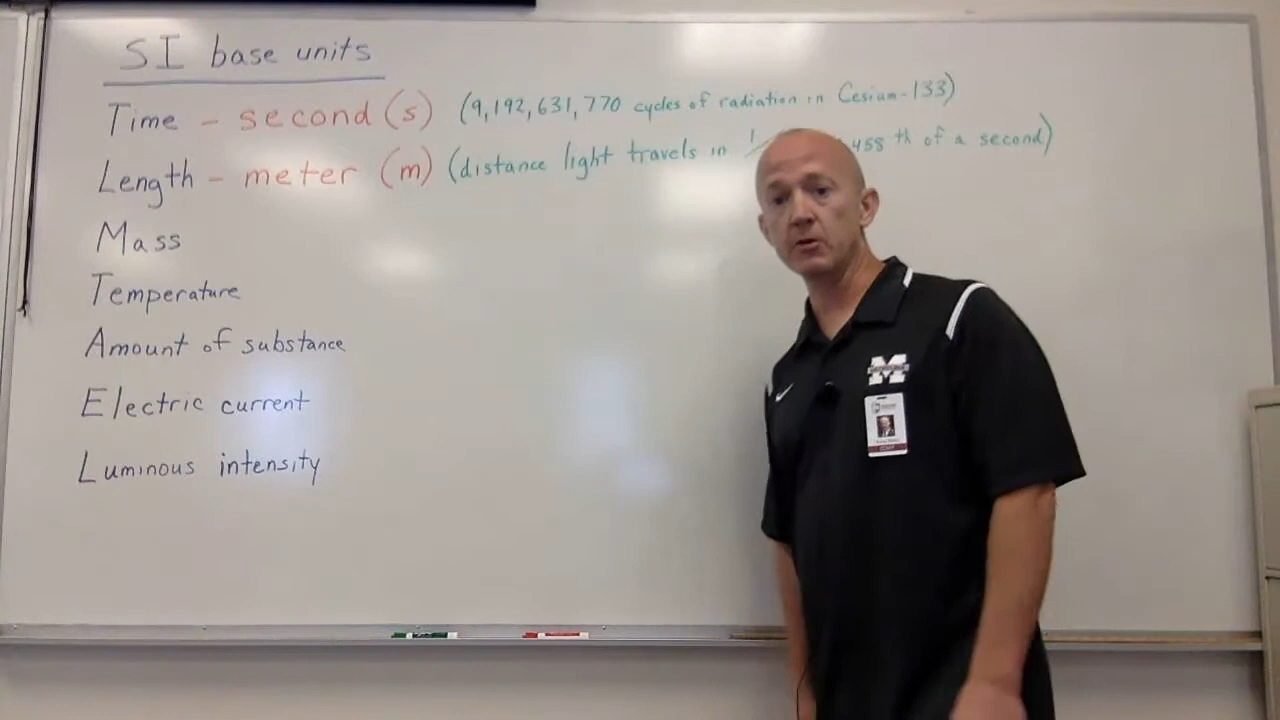 SI base units
Time - second (s) (9,192,631,770 cycles of radiation in Cesium-133)
Length - meter (m) (distance light travels in 1/ 458 th of a second)
Mass
Temperature
Amount of substance
Electric current
Luminous intensity
M